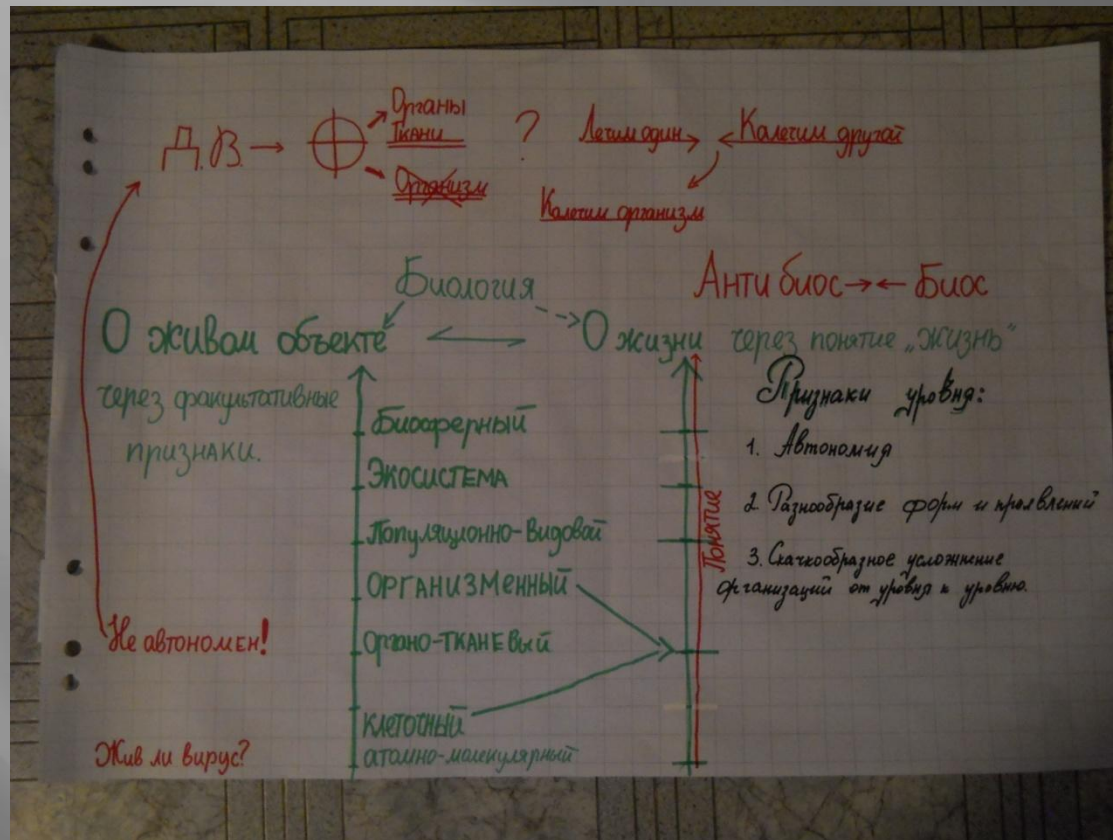 Д.В. → Органы
Ткани
Организм
?
Лечим один → ← Калечим другой
Калечим организм
Биология
Анти биос →← Биос
О живом объекте
О жизни через понятие „жизнь"
через факультативные
признаки.
Биосферный
ЭКОСИСТЕМА
Популяционно-Видовой
ОРГАНИЗМЕННЫЙ
Органо-ТКАНЕВЫЙ
КЛЕТОЧНЫЙ
атомно-молекулярный
Понятие
Признаки уровня:
1. Автономия
2. Разнообразие форм и проявлений
3. Скачкообразное усложнение
организаций от уровня к уровню.
Не автономен!
Жив ли вирус?